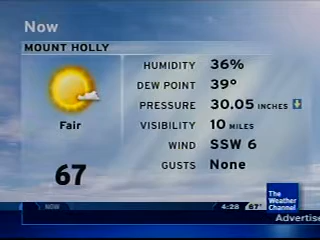 Now
MOUNT HOLLY
HUMIDITY 36%
DEW POINT 39°
PRESSURE 30.05 INCHES
VISIBILITY 10 MILES
WIND SSW 6
GUSTS None
Fair
67
The
Weather
Channel
NOW 4:28 67°
Advertise